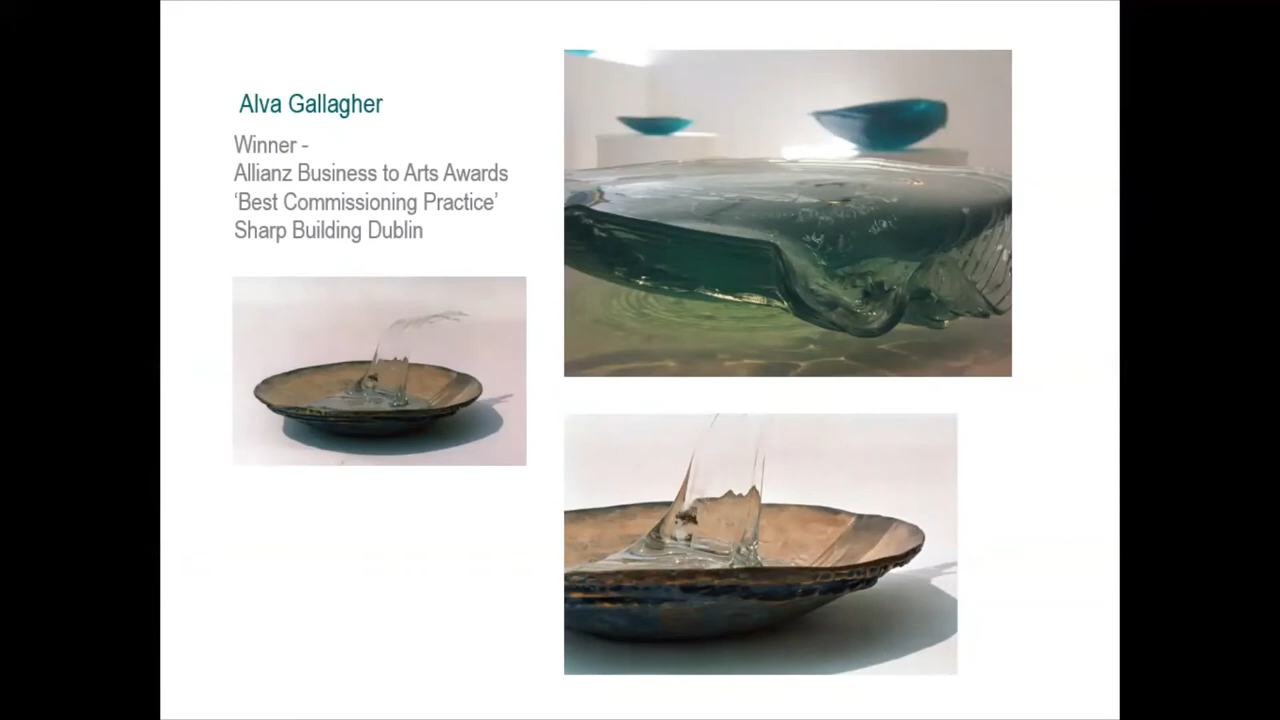 Alva Gallagher
Winner -
Allianz Business to Arts Awards
‘Best Commissioning Practice’
Sharp Building Dublin